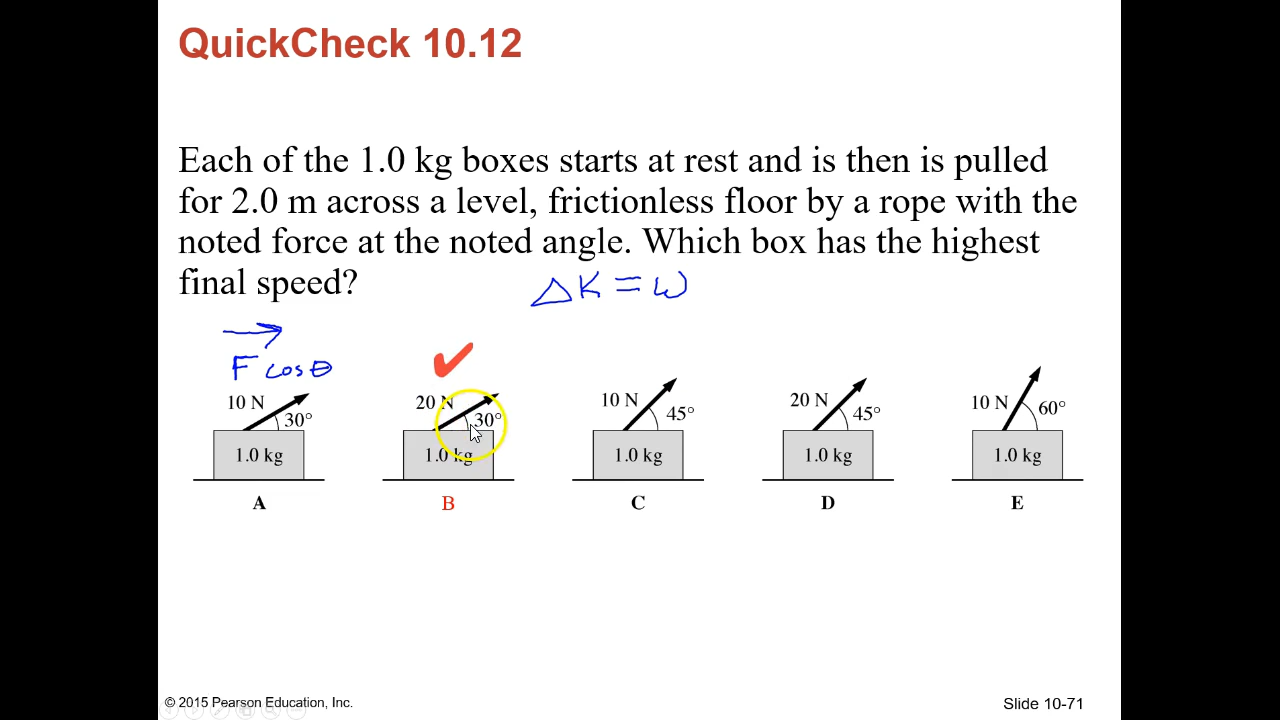 QuickCheck 10.12
Each of the 1.0 kg boxes starts at rest and is then is pulled
for 2.0 m across a level, frictionless floor by a rope with the
noted force at the noted angle. Which box has the highest
final speed?
ΔK = W
F cosθ
10 N 30°
1.0 kg
A
20 N 30°
1.0 kg
B
10 N 45°
1.0 kg
C
20 N 45°
1.0 kg
D
10 N 60°
1.0 kg
E
© 2015 Pearson Education, Inc.
Slide 10-71